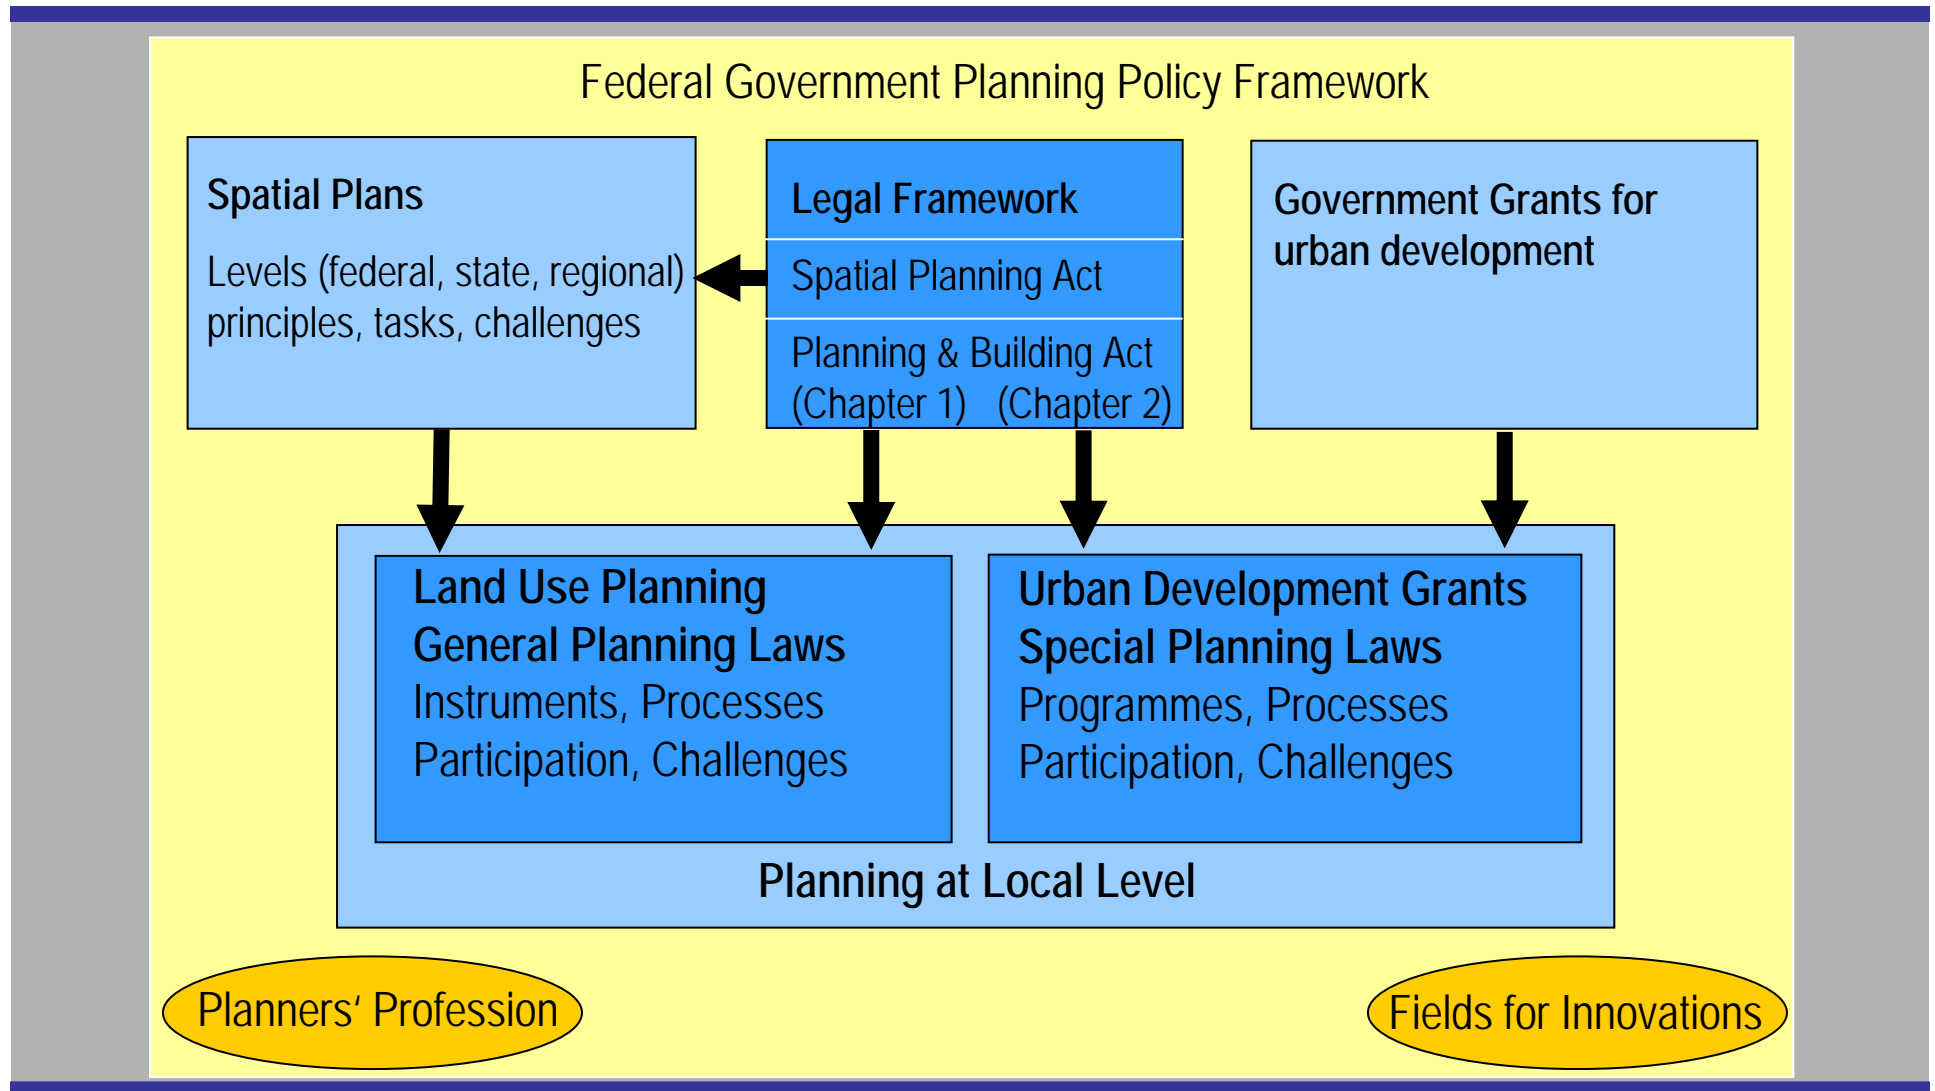 Federal Government Planning Policy Framework
Spatial Plans
Levels (federal, state, regional)
principles, tasks, challenges
Legal Framework
Spatial Planning Act
Planning & Building Act
(Chapter 1) (Chapter 2)
Government Grants for
urban development
Land Use Planning
General Planning Laws
Instruments, Processes
Participation, Challenges
Urban Development Grants
Special Planning Laws
Programmes, Processes
Participation, Challenges
Planning at Local Level
Planners‘ Profession
Fields for Innovations